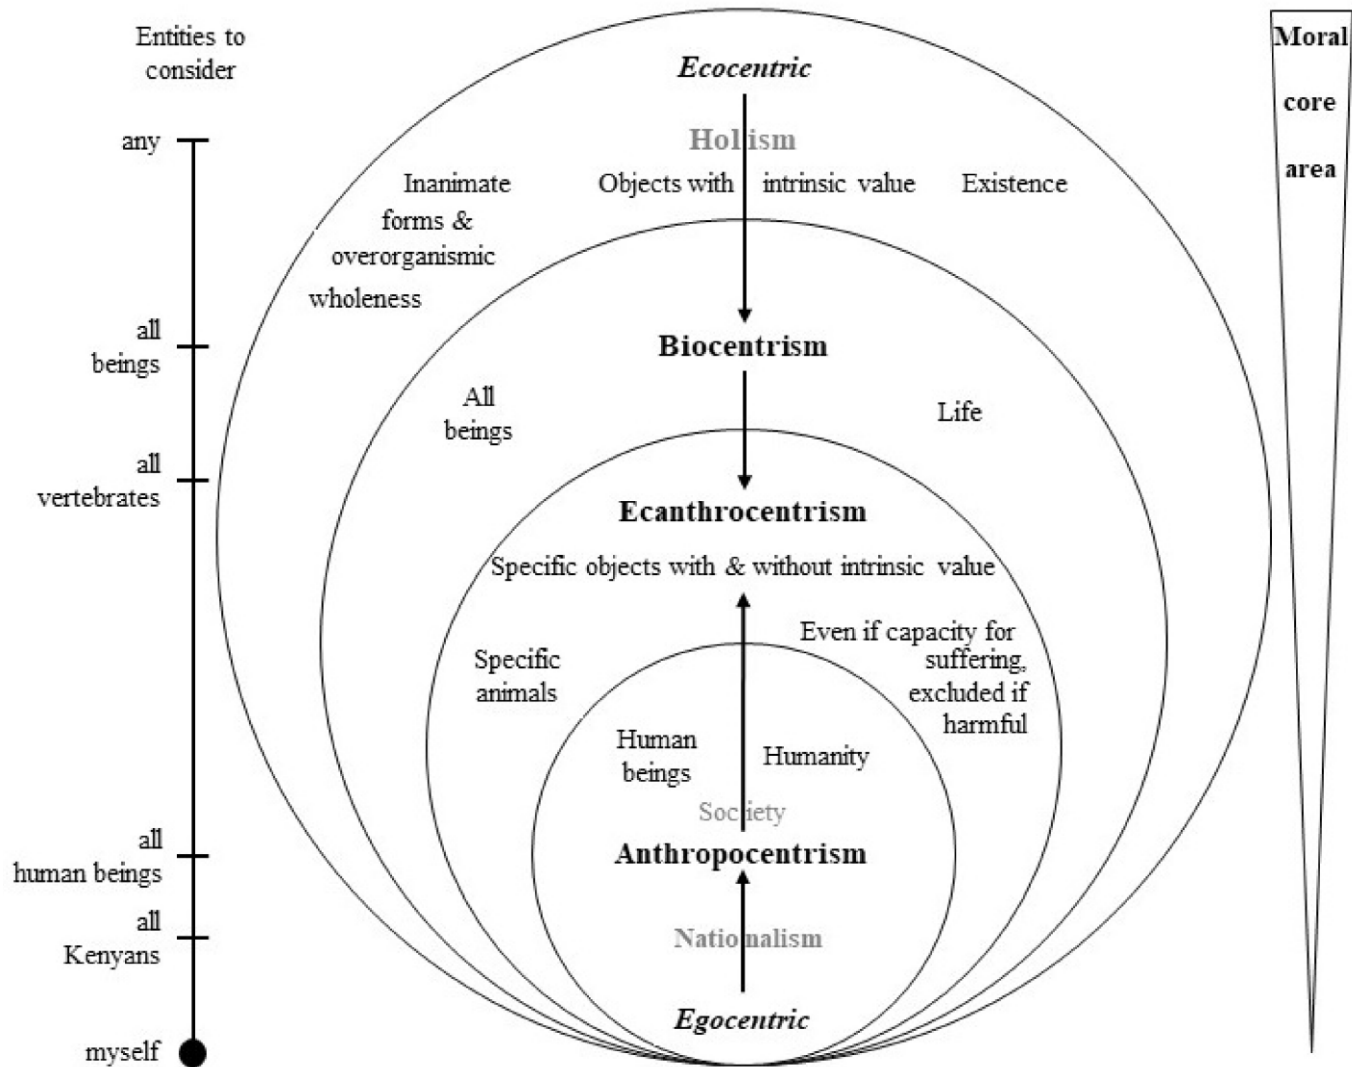 Entities to
consider
any
all
beings
all
vertebrates
all
human beings
all
Kenyans
myself
Ecocentric
Holism
Inanimate
forms &
overorganismic
wholeness
Objects with intrinsic value
Existence
Biocentrism
All
beings
Life
Ecanthrocentrism
Specific objects with & without intrinsic value
Specific
animals
Even if capacity for
suffering,
excluded if
harmful
Human
beings
Humanity
Society
Anthropocentrism
Nationalism
Egocentric
Moral
core
area